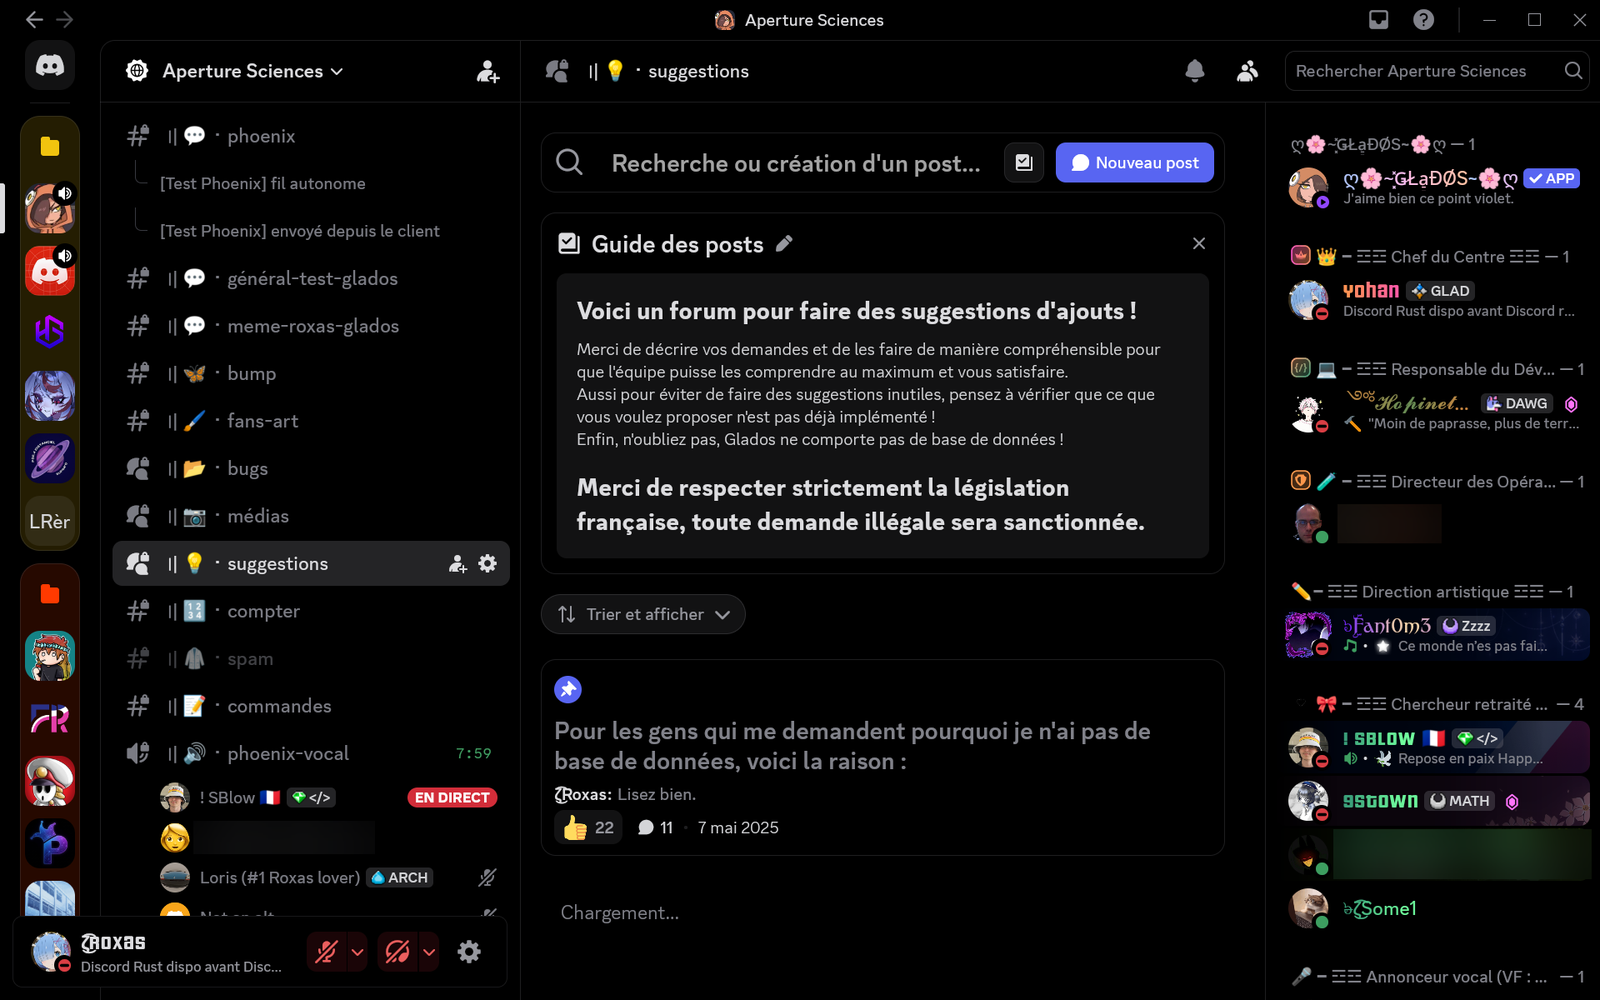 Aperture Sciences
Aperture Sciences
phoenix
[Test Phoenix] fil autonome
[Test Phoenix] envoyé depuis le client
général-test-glados
meme-roxas-glados
bump
fans-art
bugs
médias
suggestions
compter
spam
commandes
phoenix-vocal 7:59
! SBlow </> EN DIRECT
Loris (#1 Roxas lover) ARCH
LRèr
Roxas
Discord Rust dispo avant Disc...
suggestions
Rechercher Aperture Sciences
Recherche ou création d'un post...
Nouveau post
Guide des posts
Voici un forum pour faire des suggestions d'ajouts !
Merci de décrire vos demandes et de les faire de manière compréhensible pour
que l'équipe puisse les comprendre au maximum et vous satisfaire.
Aussi pour éviter de faire des suggestions inutiles, pensez à vérifier que ce que
vous voulez proposer n'est pas déjà implémenté !
Enfin, n'oubliez pas, Glados ne comporte pas de base de données !
Merci de respecter strictement la législation
française, toute demande illégale sera sanctionnée.
Trier et afficher
Pour les gens qui me demandent pourquoi je n'ai pas de
base de données, voici la raison :
Roxas: Lisez bien.
22 11 · 7 mai 2025
Chargement...
ღ🌸~GŁaĐØS~🌸ღ — 1
ღ🌸~GŁaĐØS~🌸ღ APP
J'aime bien ce point violet.
Chef du Centre — 1
yohan GLAD
Discord Rust dispo avant Discord r...
Responsable du Dév... — 1
Hopinet... DAWG
"Moin de paprasse, plus de terr...
Directeur des Opéra... — 1
Direction artistique — 1
Fant0m3 Zzzz
Ce monde n'es pas fai...
Chercheur retraité ... — 4
! SBLOW </>
Repose en paix Happ...
gstown MATH
Some1
Annonceur vocal (VF : ... — 1